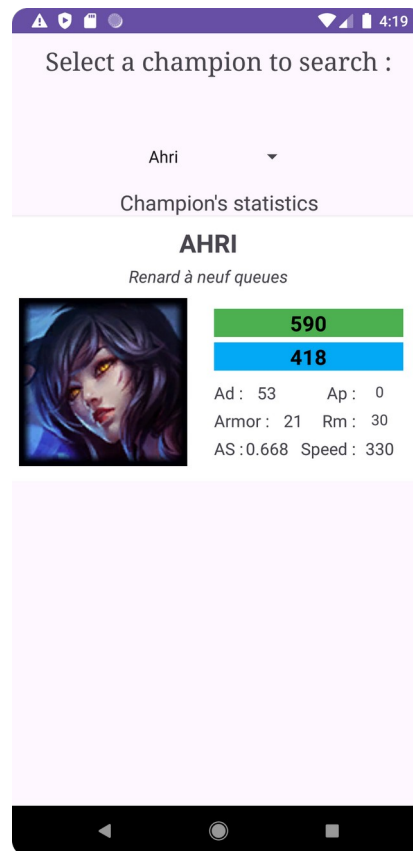 4:19
Select a champion to search :
Ahri
Champion's statistics
AHRI
Renard à neuf queues
590
418
Ad : 53 Ap : 0
Armor : 21 Rm : 30
AS : 0.668 Speed : 330